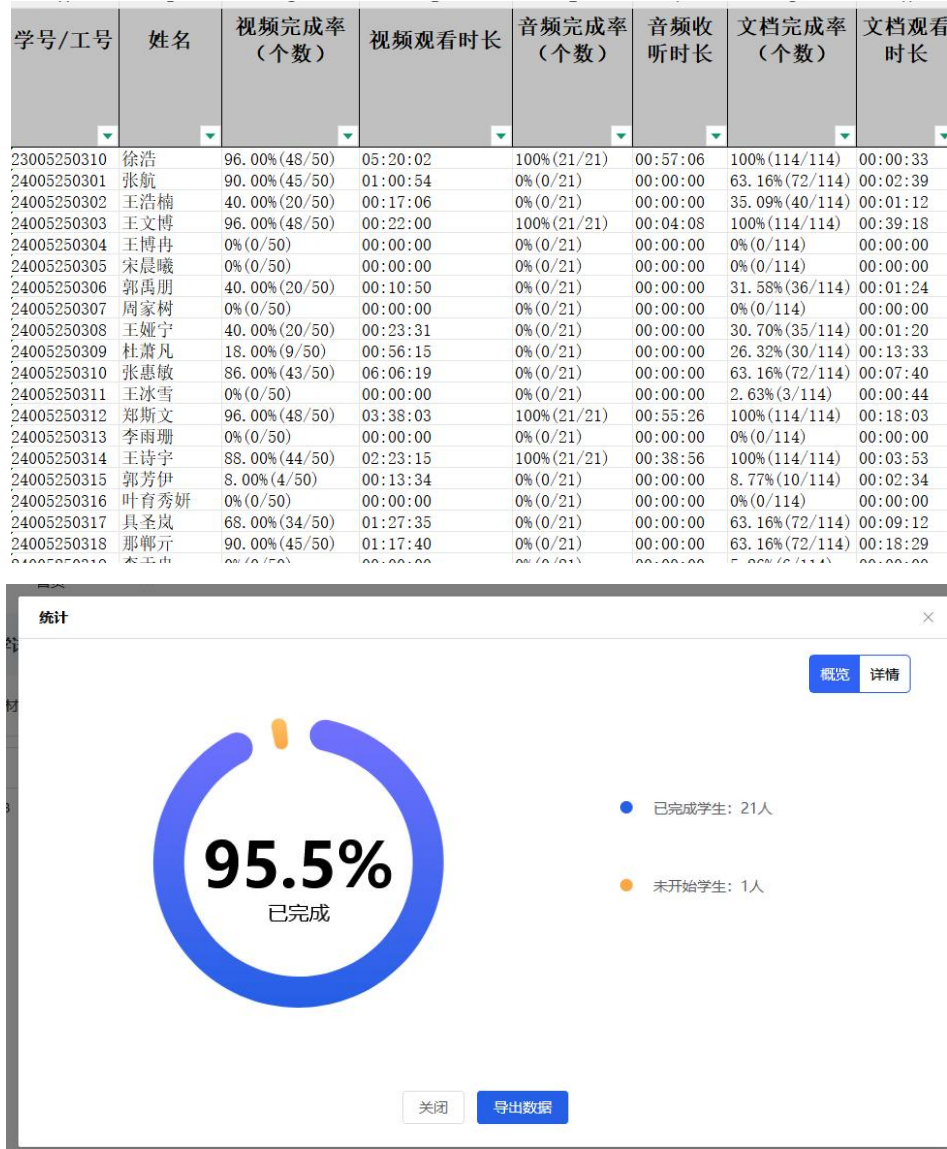 学号/工号 姓名 视频完成率（个数） 视频观看时长 音频完成率（个数） 音频收听时长 文档完成率（个数） 文档观看时长
23005250310 徐浩 96.00%(48/50) 05:20:02 100%(21/21) 00:57:06 100%(114/114) 00:00:33
24005250301 张航 90.00%(45/50) 01:00:54 0%(0/21) 00:00:00 63.16%(72/114) 00:02:39
24005250302 王浩楠 40.00%(20/50) 00:17:06 0%(0/21) 00:00:00 35.09%(40/114) 00:01:12
24005250303 王文博 96.00%(48/50) 00:22:00 100%(21/21) 00:04:08 100%(114/114) 00:39:18
24005250304 王博冉 0%(0/50) 00:00:00 0%(0/21) 00:00:00 0%(0/114) 00:00:00
24005250305 宋晨曦 0%(0/50) 00:00:00 0%(0/21) 00:00:00 0%(0/114) 00:00:00
24005250306 郭禹朋 40.00%(20/50) 00:10:50 0%(0/21) 00:00:00 31.58%(36/114) 00:01:24
24005250307 周家树 0%(0/50) 00:00:00 0%(0/21) 00:00:00 0%(0/114) 00:00:00
24005250308 王娅宁 40.00%(20/50) 00:23:31 0%(0/21) 00:00:00 30.70%(35/114) 00:01:20
24005250309 杜萧凡 18.00%(9/50) 00:56:15 0%(0/21) 00:00:00 26.32%(30/114) 00:13:33
24005250310 张惠敏 86.00%(43/50) 06:06:19 0%(0/21) 00:00:00 63.16%(72/114) 00:07:40
24005250311 王冰雪 0%(0/50) 00:00:00 0%(0/21) 00:00:00 2.63%(3/114) 00:00:44
24005250312 郑斯文 96.00%(48/50) 03:38:03 100%(21/21) 00:55:26 100%(114/114) 00:18:03
24005250313 李雨珊 0%(0/50) 00:00:00 0%(0/21) 00:00:00 0%(0/114) 00:00:00
24005250314 王诗字 88.00%(44/50) 02:23:15 100%(21/21) 00:38:56 100%(114/114) 00:03:53
24005250315 郭芳伊 8.00%(4/50) 00:13:34 0%(0/21) 00:00:00 8.77%(10/114) 00:02:34
24005250316 叶育秀妍 0%(0/50) 00:00:00 0%(0/21) 00:00:00 0%(0/114) 00:00:00
24005250317 具圣岚 68.00%(34/50) 01:27:35 0%(0/21) 00:00:00 63.16%(72/114) 00:09:12
24005250318 那郸亓 90.00%(45/50) 01:17:40 0%(0/21) 00:00:00 63.16%(72/114) 00:18:29
统计
概览 详情
95.5%
已完成
已完成学生：21人
未开始学生：1人
关闭 导出数据